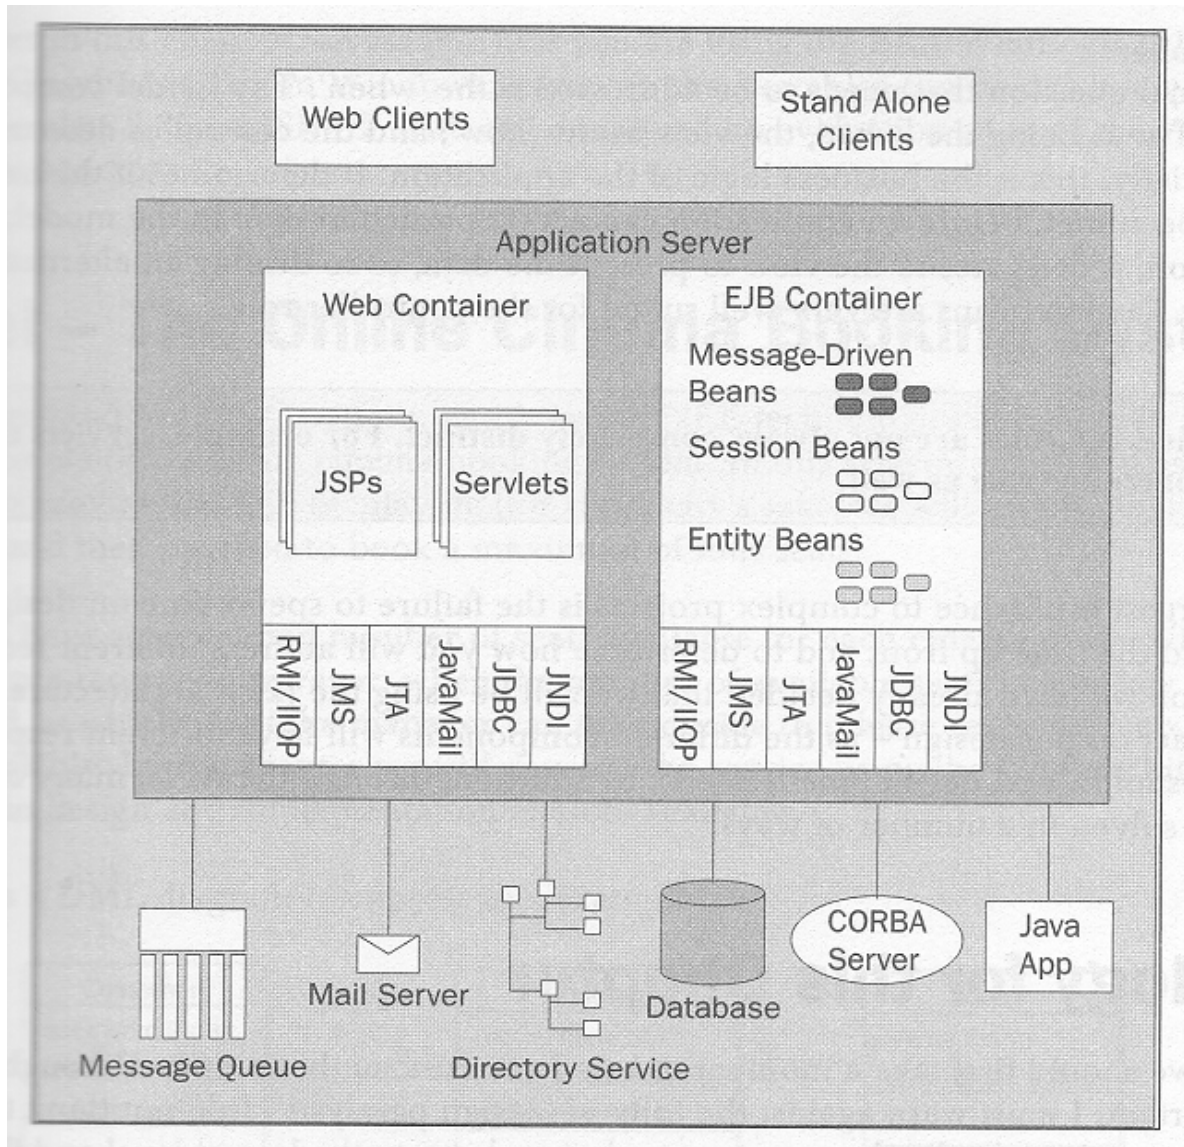 Web Clients
Stand Alone
Clients
Application Server
Web Container
JSPs
Servlets
RMI/IIOP
JMS
JTA
JavaMail
JDBC
JNDI
EJB Container
Message-Driven
Beans
Session Beans
Entity Beans
RMI/IIOP
JMS
JTA
JavaMail
JDBC
JNDI
Message Queue
Mail Server
Directory Service
Database
CORBA
Server
Java
App